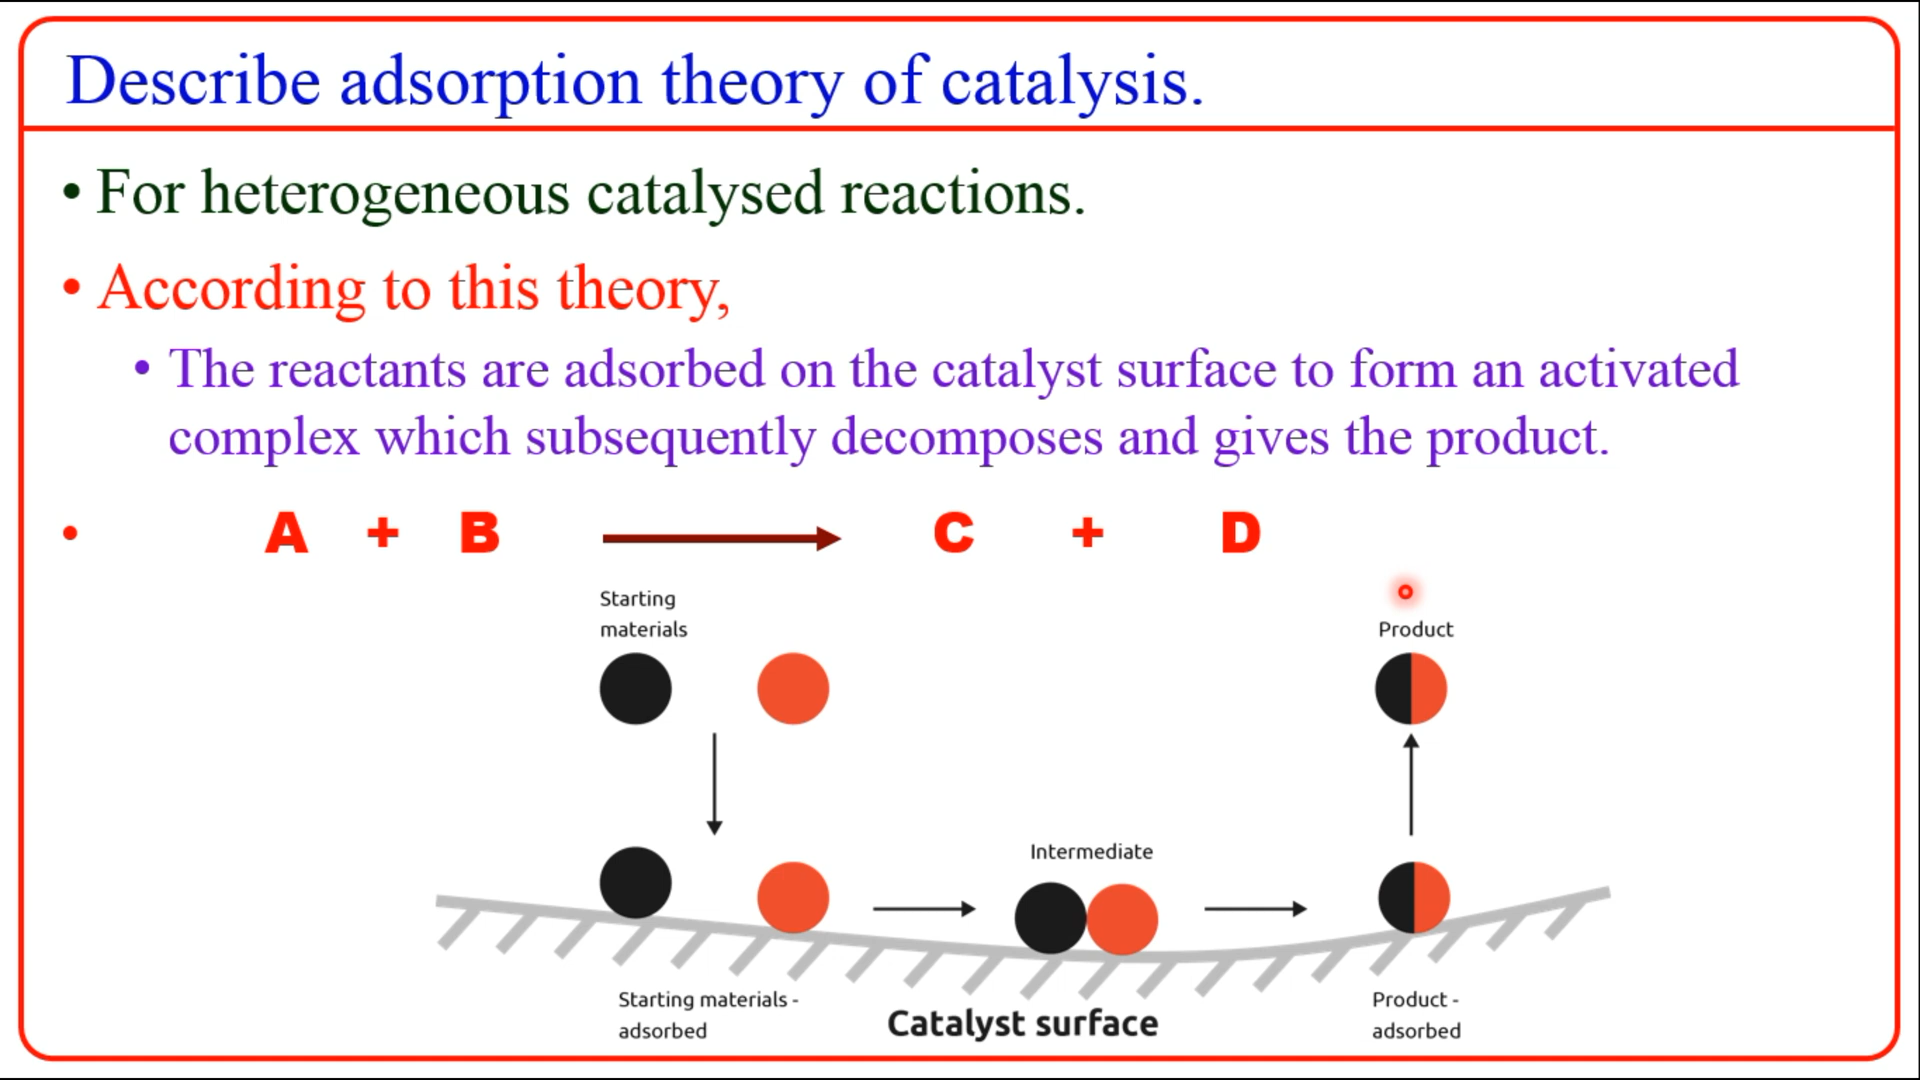 Describe adsorption theory of catalysis.
• For heterogeneous catalysed reactions.
• According to this theory,
• The reactants are adsorbed on the catalyst surface to form an activated
complex which subsequently decomposes and gives the product.
• A + B ⟶ C + D
Starting
materials
Product
Intermediate
Starting materials -
adsorbed
Catalyst surface
Product -
adsorbed